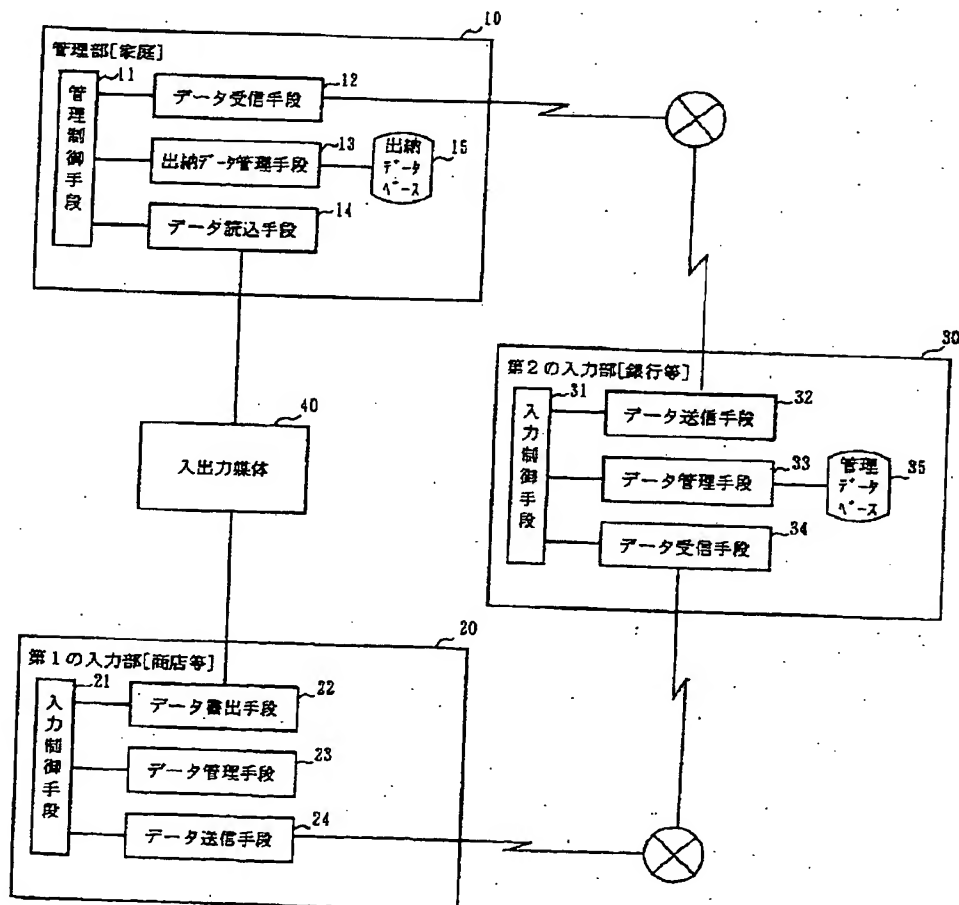 10
管理部[家庭]
11
管理制御手段
12
データ受信手段
13
出納データ管理手段
出納
データ
ベース
15
14
データ読込手段
40
入出力媒体
30
第2の入力部[銀行等]
31
入力制御手段
32
データ送信手段
33
データ管理手段
管理
データ
ベース
35
34
データ受信手段
20
第1の入力部[商店等]
21
入力制御手段
22
データ書出手段
23
データ管理手段
24
データ送信手段